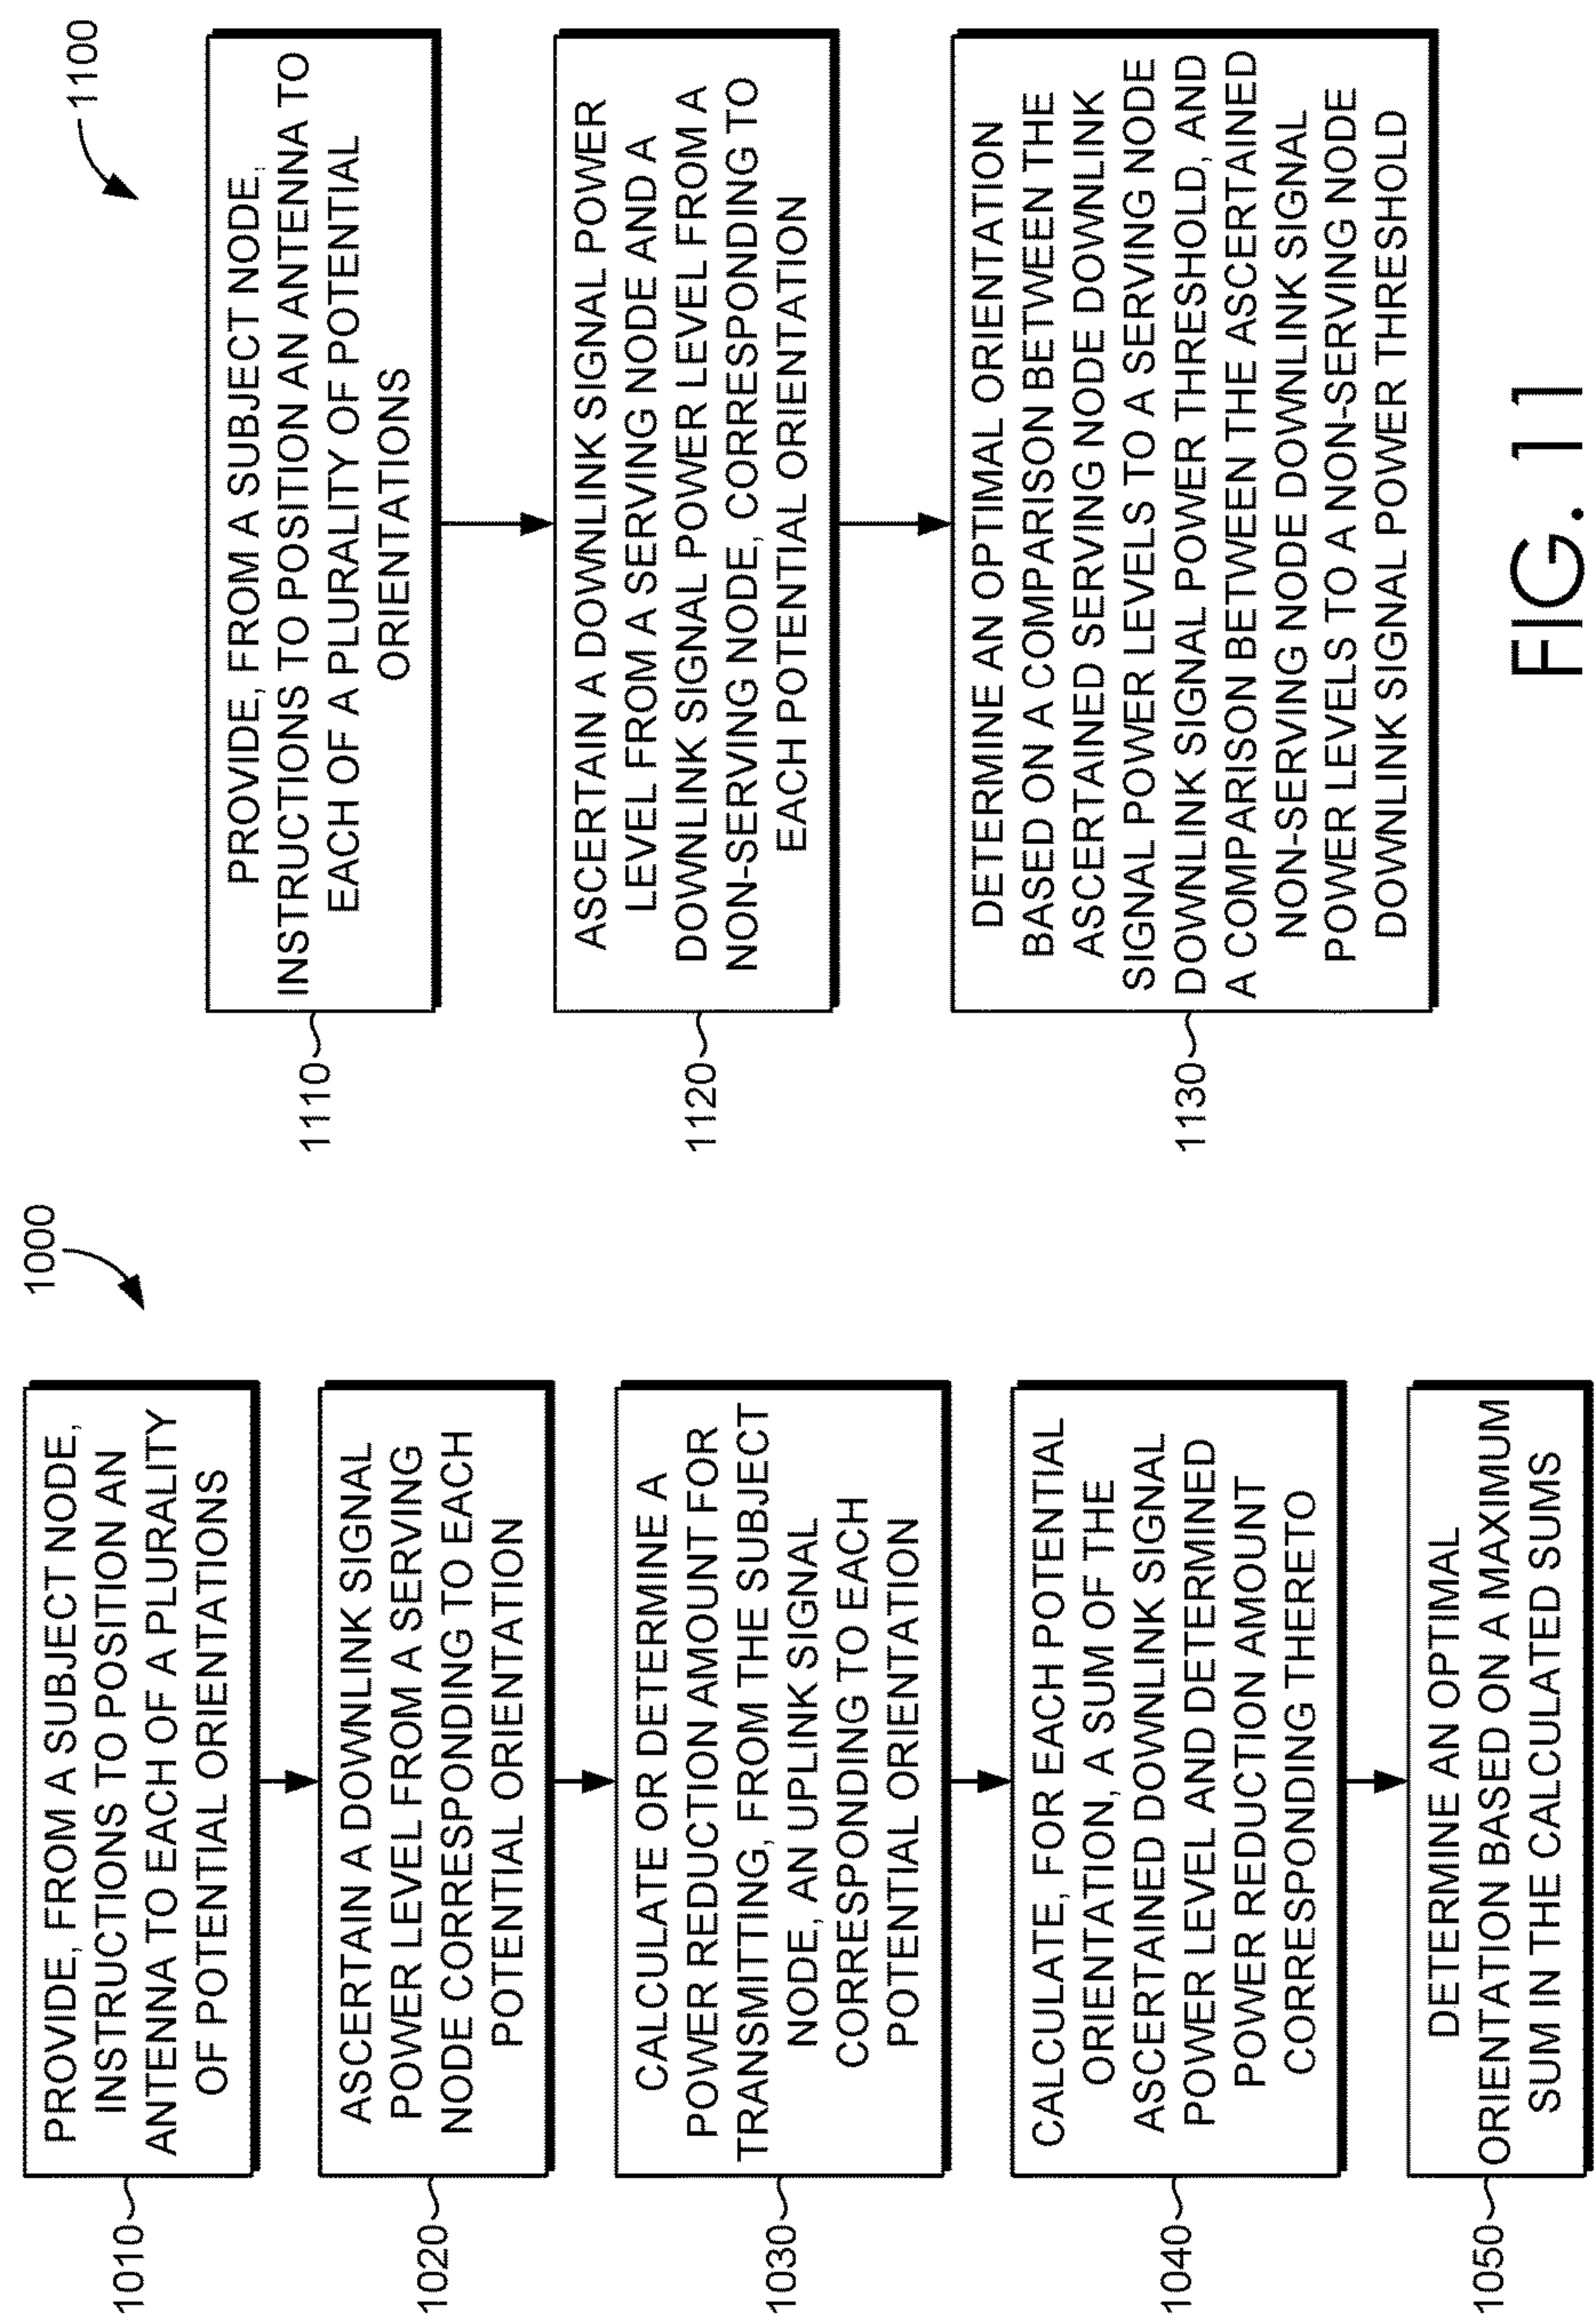 1000
1010
PROVIDE, FROM A SUBJECT NODE,
INSTRUCTIONS TO POSITION AN
ANTENNA TO EACH OF A PLURALITY
OF POTENTIAL ORIENTATIONS
1020
ASCERTAIN A DOWNLINK SIGNAL
POWER LEVEL FROM A SERVING
NODE CORRESPONDING TO EACH
POTENTIAL ORIENTATION
1030
CALCULATE OR DETERMINE A
POWER REDUCTION AMOUNT FOR
TRANSMITTING, FROM THE SUBJECT
NODE, AN UPLINK SIGNAL
CORRESPONDING TO EACH
POTENTIAL ORIENTATION
1040
CALCULATE, FOR EACH POTENTIAL
ORIENTATION, A SUM OF THE
ASCERTAINED DOWNLINK SIGNAL
POWER LEVEL AND DETERMINED
POWER REDUCTION AMOUNT
CORRESPONDING THERETO
1050
DETERMINE AN OPTIMAL
ORIENTATION BASED ON A MAXIMUM
SUM IN THE CALCULATED SUMS
1100
1110
PROVIDE, FROM A SUBJECT NODE,
INSTRUCTIONS TO POSITION AN ANTENNA TO
EACH OF A PLURALITY OF POTENTIAL
ORIENTATIONS
1120
ASCERTAIN A DOWNLINK SIGNAL POWER
LEVEL FROM A SERVING NODE AND A
DOWNLINK SIGNAL POWER LEVEL FROM A
NON-SERVING NODE, CORRESPONDING TO
EACH POTENTIAL ORIENTATION
1130
DETERMINE AN OPTIMAL ORIENTATION
BASED ON A COMPARISON BETWEEN THE
ASCERTAINED SERVING NODE DOWNLINK
SIGNAL POWER LEVELS TO A SERVING NODE
DOWNLINK SIGNAL POWER THRESHOLD, AND
A COMPARISON BETWEEN THE ASCERTAINED
NON-SERVING NODE DOWNLINK SIGNAL
POWER LEVELS TO A NON-SERVING NODE
DOWNLINK SIGNAL POWER THRESHOLD
FIG. 11